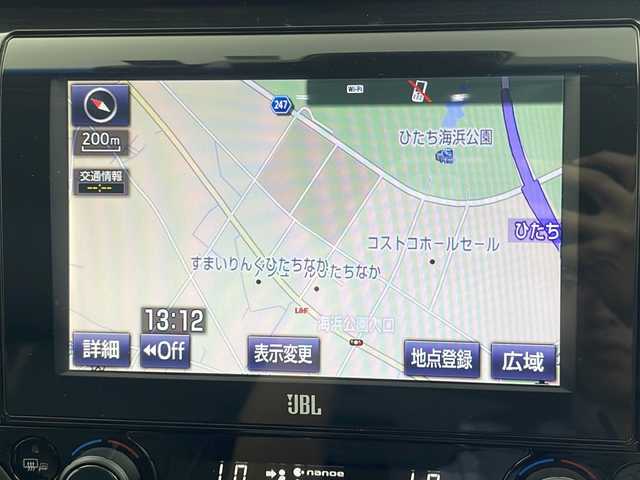 Wi-Fi
247
200m
ひたち海浜公園
交通情報
--:--
ひたち
コストコホールセール
すまいりんぐひたちなか
ひたちなか
13:12
海浜公園入口
詳細
Off
表示変更
地点登録
広域
JBL
LO
nanoe
LO